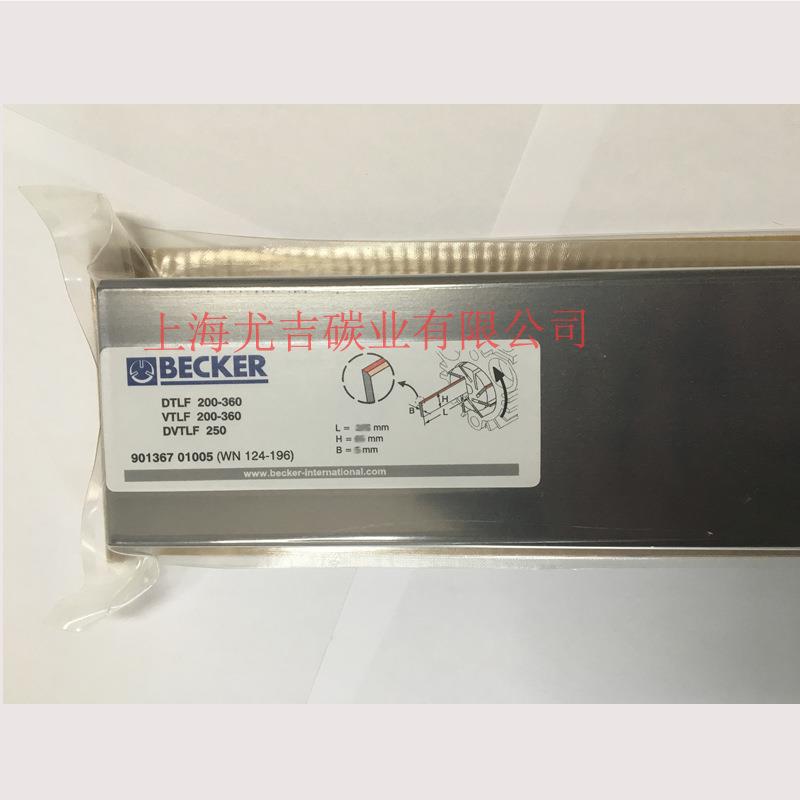 上海尤吉碳业有限公司
BECKER
DTLF 200-360
VTLF 200-360
DVTLF 250
901367 01005 (WN 124-196)
L = mm
H = mm
B = mm
B
H
L
www.becker-international.com